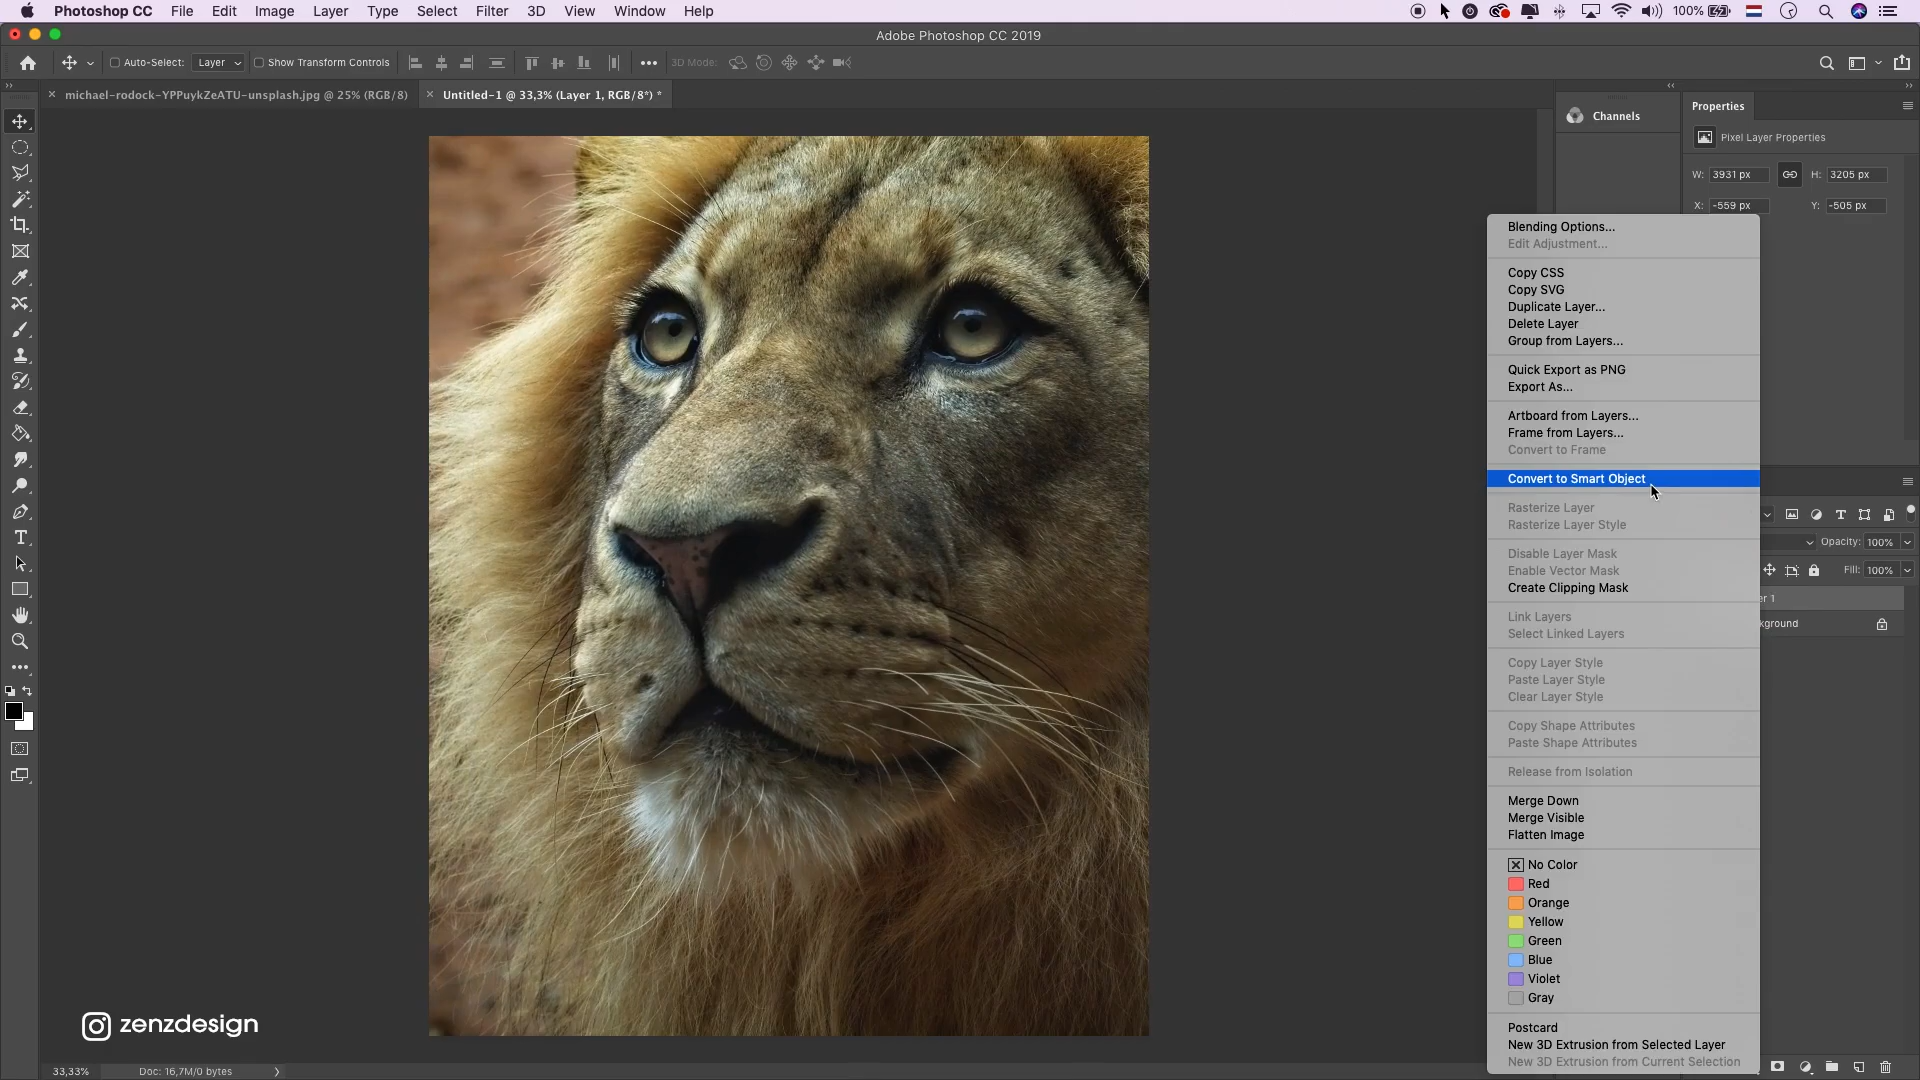 Photoshop CC File Edit Image Layer Type Select Filter 3D View Window Help 100%
Adobe Photoshop CC 2019
Auto-Select: Layer Show Transform Controls 3D Mode:
michael-rodock-YPPuykZeATU-unsplash.jpg @ 25% (RGB/8) Untitled-1 @ 33,3% (Layer 1, RGB/8*) *
Channels
Properties
Pixel Layer Properties
W: 3931 px H: 3205 px
X: -559 px Y: -505 px
Blending Options...
Edit Adjustment...
Copy CSS
Copy SVG
Duplicate Layer...
Delete Layer
Group from Layers...
Quick Export as PNG
Export As...
Artboard from Layers...
Frame from Layers...
Convert to Frame
Convert to Smart Object
Rasterize Layer
Rasterize Layer Style
Disable Layer Mask
Enable Vector Mask
Create Clipping Mask
Link Layers
Select Linked Layers
Copy Layer Style
Paste Layer Style
Clear Layer Style
Copy Shape Attributes
Paste Shape Attributes
Release from Isolation
Merge Down
Merge Visible
Flatten Image
No Color
Red
Orange
Yellow
Green
Blue
Violet
Gray
Postcard
New 3D Extrusion from Selected Layer
New 3D Extrusion from Current Selection
Opacity: 100%
Fill: 100%
er 1
kground
zenzdesign
33,33% Doc: 16,7M/0 bytes